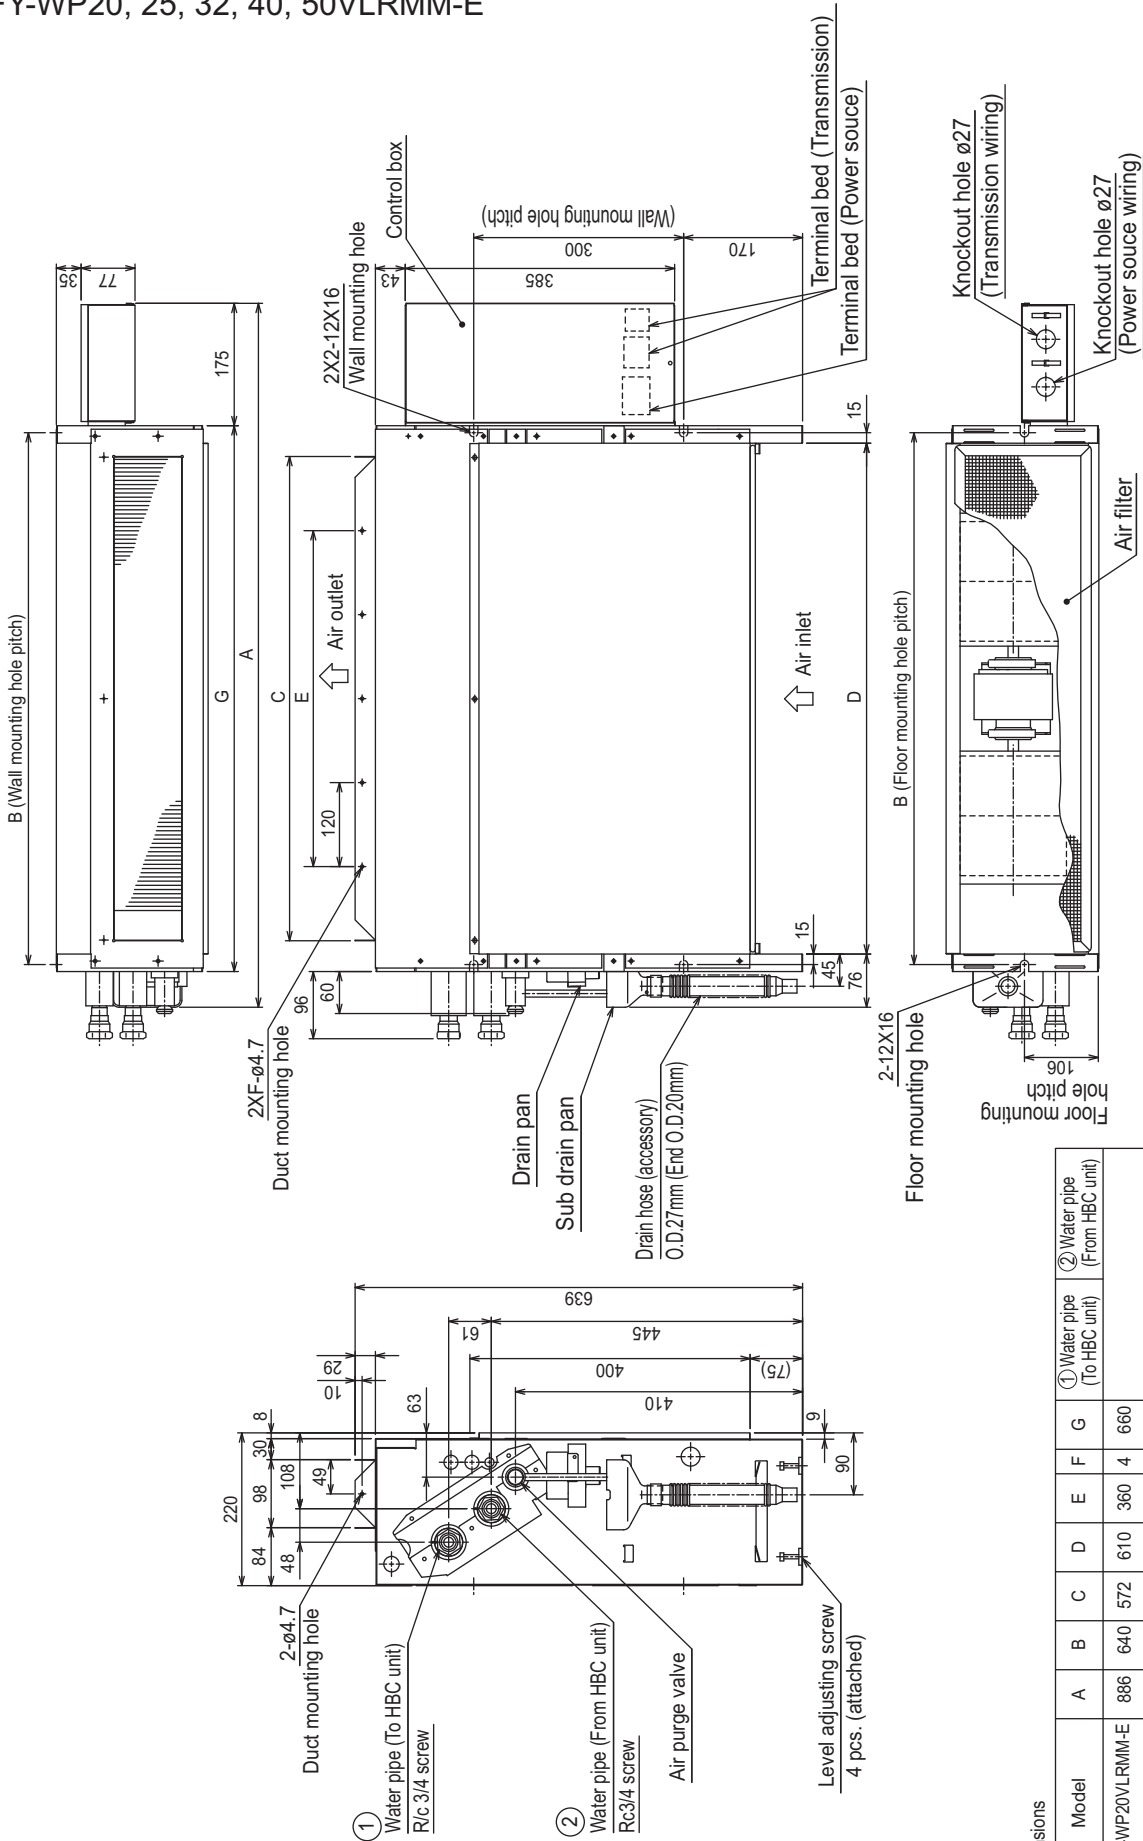 FY-WP20, 25, 32, 40, 50VLRMM-E
35
77
175
B (Wall mounting hole pitch)
G
A
2X2-12X16
Wall mounting hole
Control box
43
385
300
(Wall mounting hole pitch)
170
Terminal bed (Transmission)
Terminal bed (Power souce)
15
C
E
120
Air outlet
Air inlet
D
96
60
2XF-ø4.7
Duct mounting hole
15
45
76
Drain pan
Sub drain pan
Drain hose (accessory)
O.D.27mm (End O.D.20mm)
Knockout hole ø27
(Transmission wiring)
Knockout hole ø27
(Power souce wiring)
Air filter
B (Floor mounting hole pitch)
2-12X16
Floor mounting hole
106
Floor mounting
hole pitch
639
61
445
29
10
400
(75)
410
63
8
30
108
49
98
220
84
48
9
90
2-ø4.7
Duct mounting hole
①
Water pipe (To HBC unit)
R/c 3/4 screw
②
Water pipe (From HBC unit)
Rc3/4 screw
Air purge valve
Level adjusting screw
4 pcs. (attached)
sions
Model A B C D E F G ①Water pipe (To HBC unit) ②Water pipe (From HBC unit)
WP20VLRMM-E 886 640 572 610 360 4 660